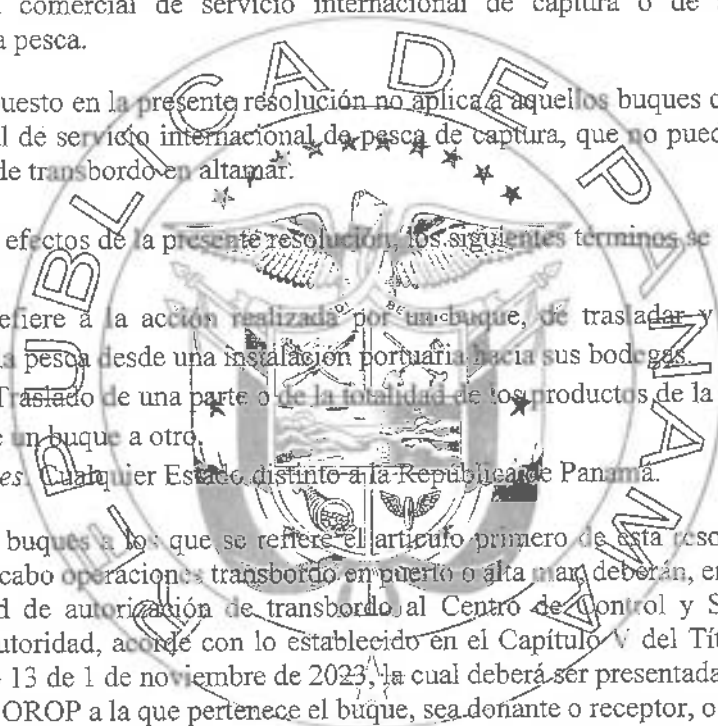 comercial de servicio internacional de captura o de
a pesca.
uesto en la presente resolución no aplica a aquellos buques
l de servicio internacional de pesca de captura, que no pued
de transbordo en altamar.
efectos de la presente resolución, los siguientes términos se
efiere a la acción realizada por un buque, de trasladar y
a pesca desde una instalación portuaria hacia sus bodegas.
Traslado de una parte o de la totalidad de los productos de la
e un buque a otro.
es. Cualquier Estado distinto a la República de Panamá.
buques a los que se refiere el artículo primero de esta reso
cabo operaciones transbordo en puerto o alta mar, deberán, en
d de autorización de transbordo al Centro de Control y S
utoridad, acorde con lo establecido en el Capítulo V del Tít
13 de 1 de noviembre de 2023, la cual deberá ser presentada
OROP a la que pertenece el buque, sea donante o receptor, o
REPUBLICA DE PANAMA